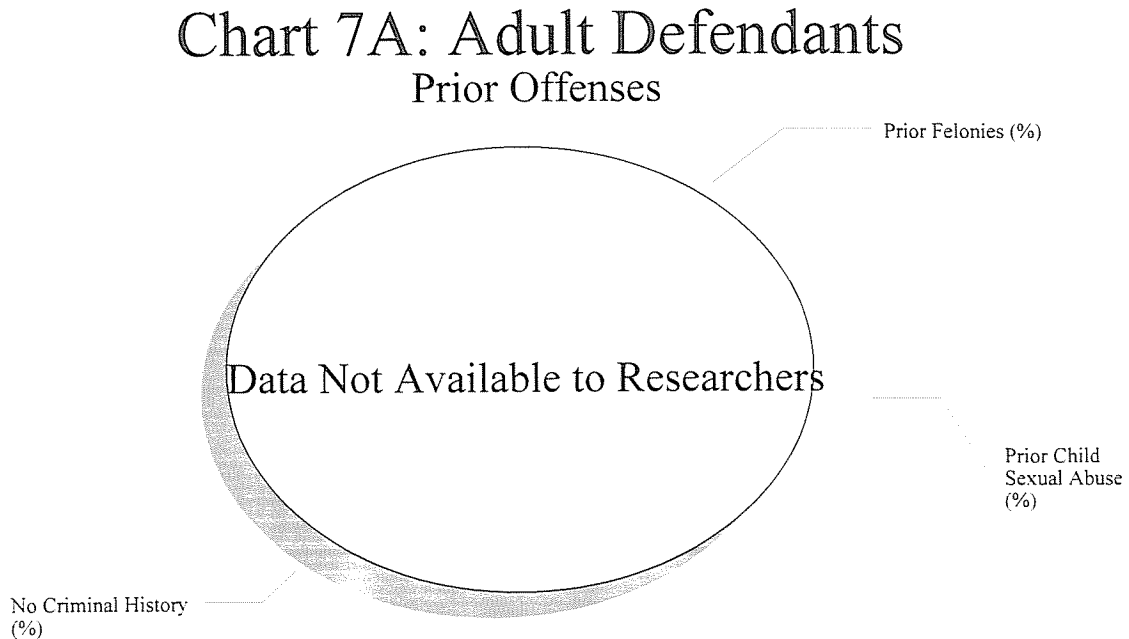 Chart 7A: Adult Defendants
Prior Offenses
Prior Felonies (%)
Data Not Available to Researchers
Prior Child
Sexual Abuse
(%)
No Criminal History
(%)